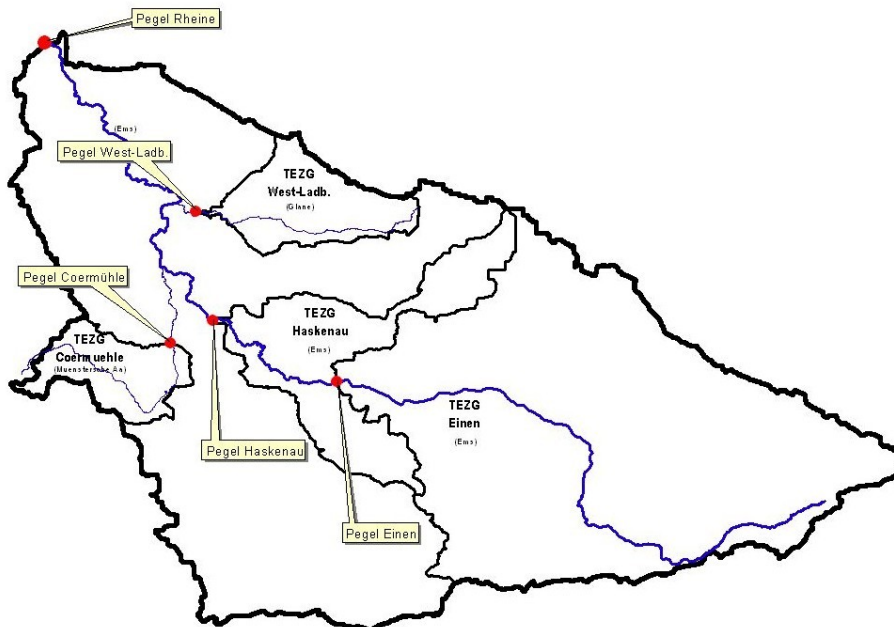 Pegel Rheine
(Ems)
Pegel West-Ladb.
TEZG
West-Ladb.
(Glane)
Pegel Coermühle
TEZG
Haskenau
(Ems)
TEZG
Coermuehle
(Muenstersche Aa)
TEZG
Einen
(Ems)
Pegel Haskenau
Pegel Einen